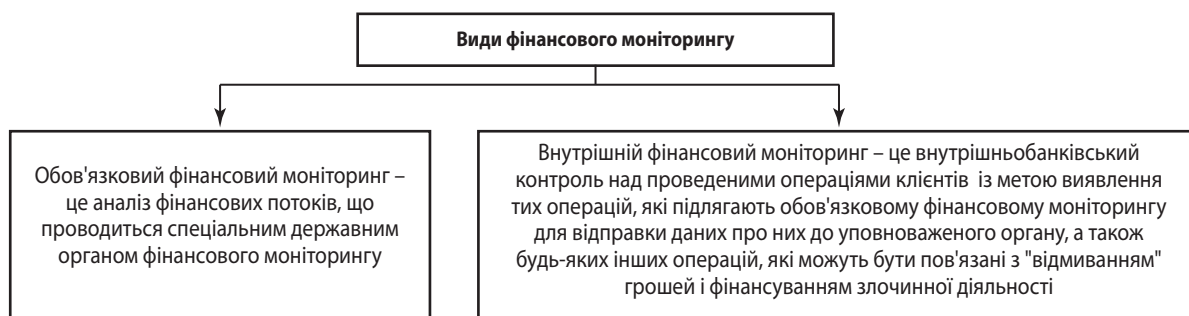 Види фінансового моніторингу
Обов'язковий фінансовий моніторинг –
це аналіз фінансових потоків, що
проводиться спеціальним державним
органом фінансового моніторингу
Внутрішній фінансовий моніторинг – це внутрішньобанківський
контроль над проведеними операціями клієнтів із метою виявлення
тих операцій, які підлягають обов'язковому фінансовому моніторингу
для відправки даних про них до уповноваженого органу, а також
будь-яких інших операцій, які можуть бути пов'язані з "відмиванням"
грошей і фінансуванням злочинної діяльності